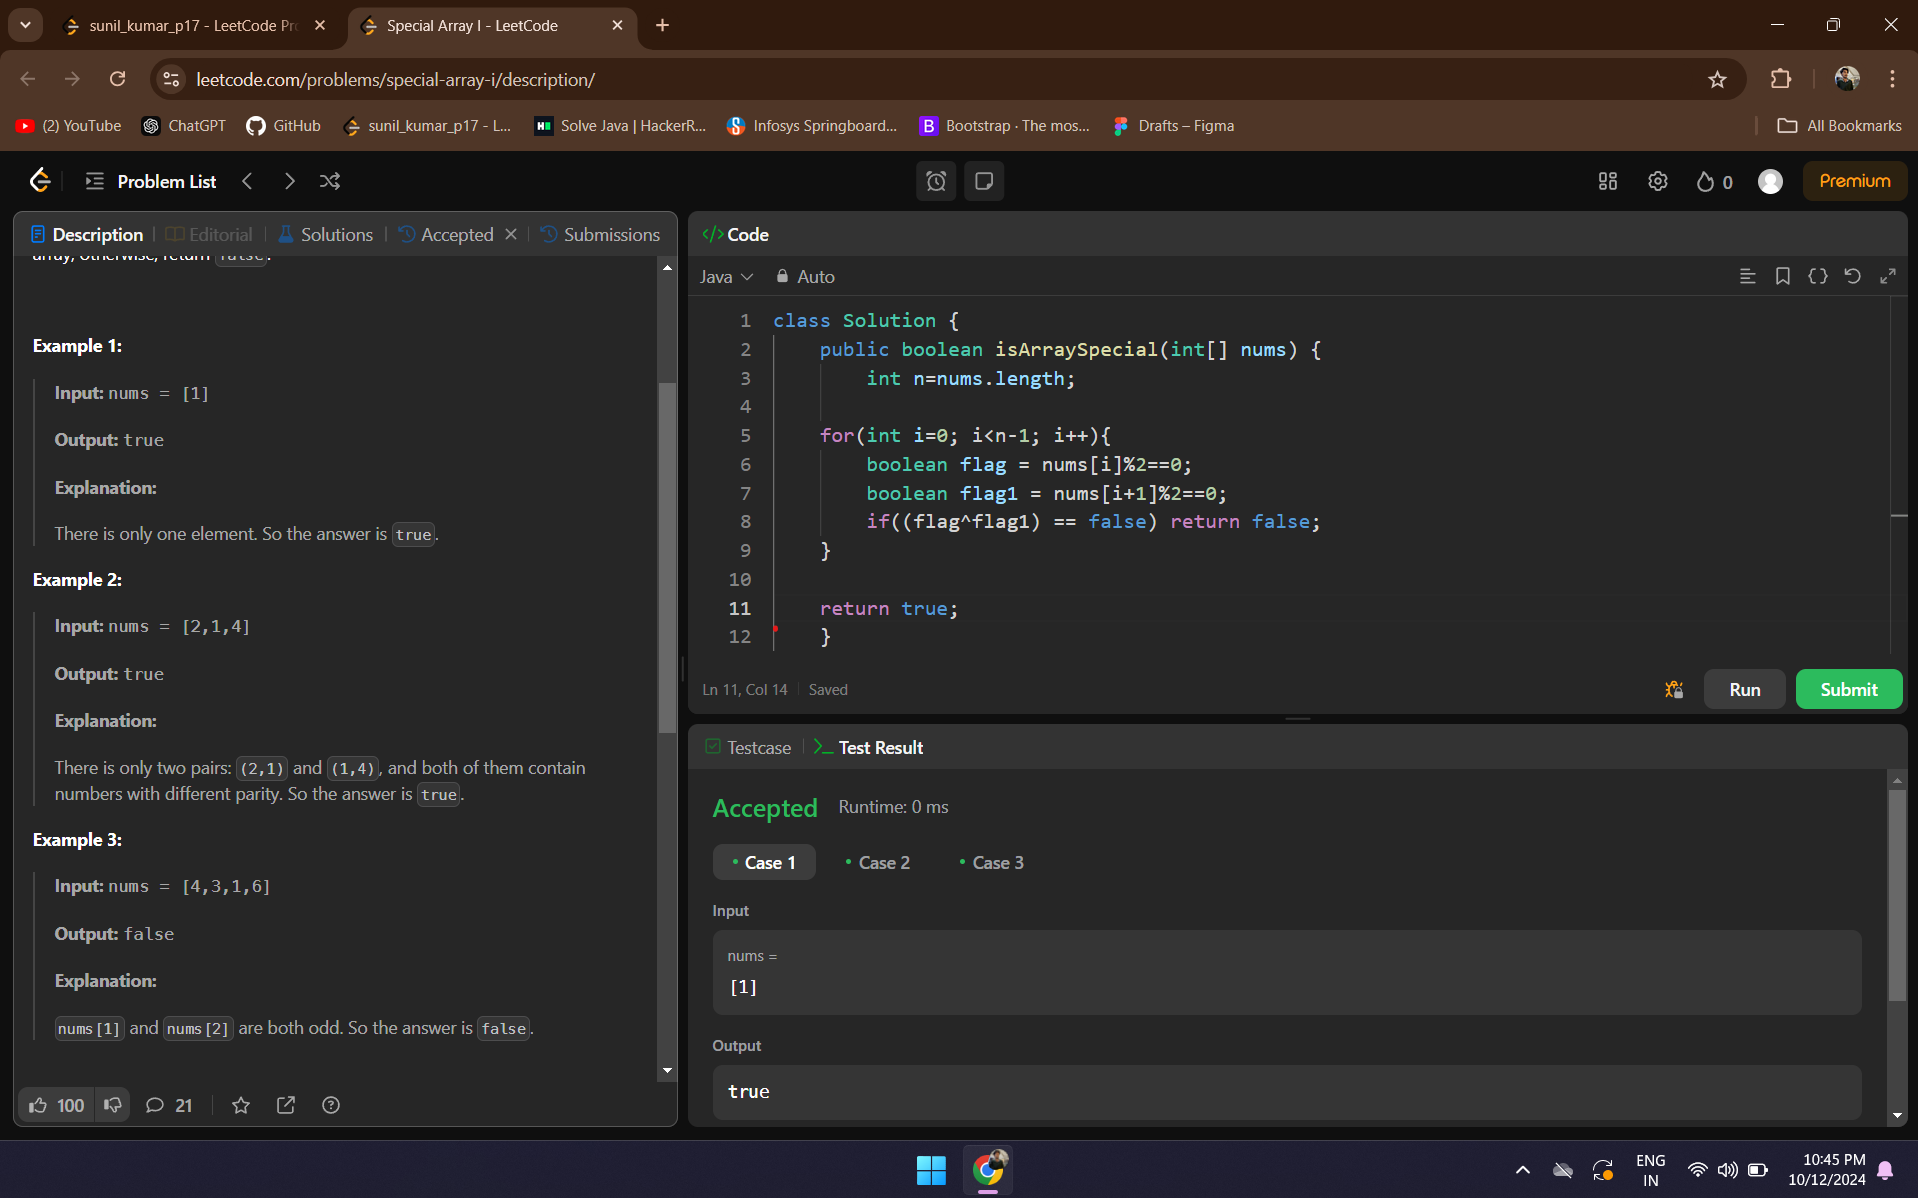 sunil_kumar_p17 - LeetCode Pro
Special Array I - LeetCode
leetcode.com/problems/special-array-i/description/
(2) YouTube
ChatGPT
GitHub
sunil_kumar_p17 - L...
Solve Java | HackerR...
Infosys Springboard...
Bootstrap · The mos...
Drafts – Figma
All Bookmarks
Problem List
0
Premium
Description
Editorial
Solutions
Accepted
Submissions
array, otherwise, return false.
Example 1:
Input: nums = [1]
Output: true
Explanation:
There is only one element. So the answer is true.
Example 2:
Input: nums = [2,1,4]
Output: true
Explanation:
There is only two pairs: (2,1) and (1,4), and both of them contain
numbers with different parity. So the answer is true.
Example 3:
Input: nums = [4,3,1,6]
Output: false
Explanation:
nums[1] and nums[2] are both odd. So the answer is false.
100
21
Code
Java
Auto
1 class Solution {
2 public boolean isArraySpecial(int[] nums) {
3 int n=nums.length;
4
5 for(int i=0; i<n-1; i++){
6 boolean flag = nums[i]%2==0;
7 boolean flag1 = nums[i+1]%2==0;
8 if((flag^flag1) == false) return false;
9 }
10
11 return true;
12 }
Ln 11, Col 14
Saved
Run
Submit
Testcase
Test Result
Accepted
Runtime: 0 ms
Case 1
Case 2
Case 3
Input
nums =
[1]
Output
true
ENG
IN
10:45 PM
10/12/2024